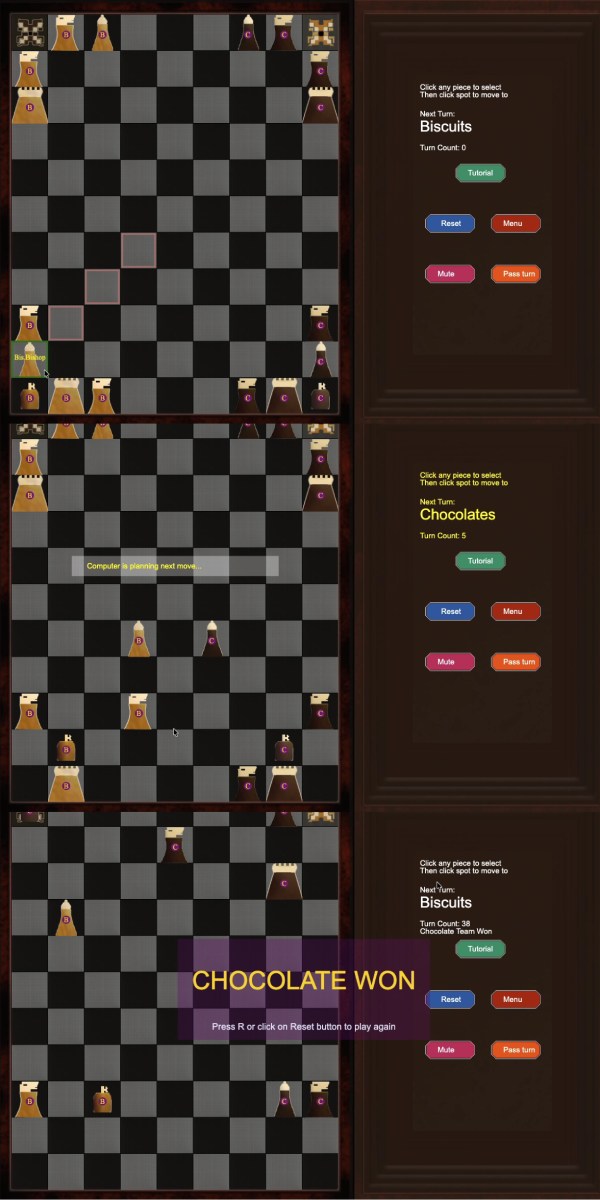 B
B
C
C
B
C
B
C
Click any piece to select
Then click spot to move to
Next Turn:
Biscuits
Turn Count: 0
Tutorial
Reset
Menu
Mute
Pass turn
B
C
Bis.Bishop
C
B
B
B
C
C
C
B
C
B
C
Click any piece to select
Then click spot to move to
Next Turn:
Chocolates
Turn Count: 5
Tutorial
Reset
Menu
Mute
Pass turn
Computer is planning next move...
B
C
B
B
C
B
C
B
C
C
C
C
B
Click any piece to select
Then click spot to move to
Next Turn:
Biscuits
Turn Count: 38
Chocolate Team Won
Tutorial
Reset
Menu
Mute
Pass turn
CHOCOLATE WON
Press R or click on Reset button to play again
B
B
C
C